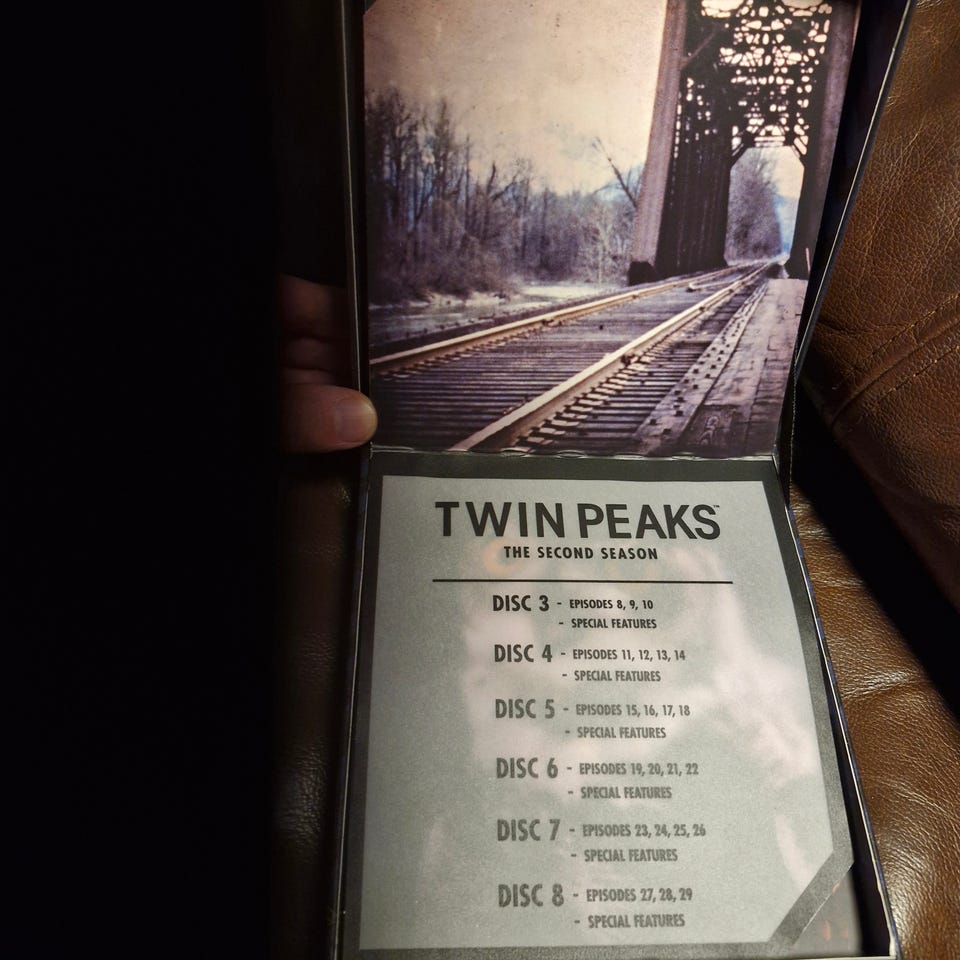 TWIN PEAKS™
THE SECOND SEASON
DISC 3 - EPISODES 8, 9, 10
- SPECIAL FEATURES
DISC 4 - EPISODES 11, 12, 13, 14
- SPECIAL FEATURES
DISC 5 - EPISODES 15, 16, 17, 18
- SPECIAL FEATURES
DISC 6 - EPISODES 19, 20, 21, 22
- SPECIAL FEATURES
DISC 7 - EPISODES 23, 24, 25, 26
- SPECIAL FEATURES
DISC 8 - EPISODES 27, 28, 29
- SPECIAL FEATURES